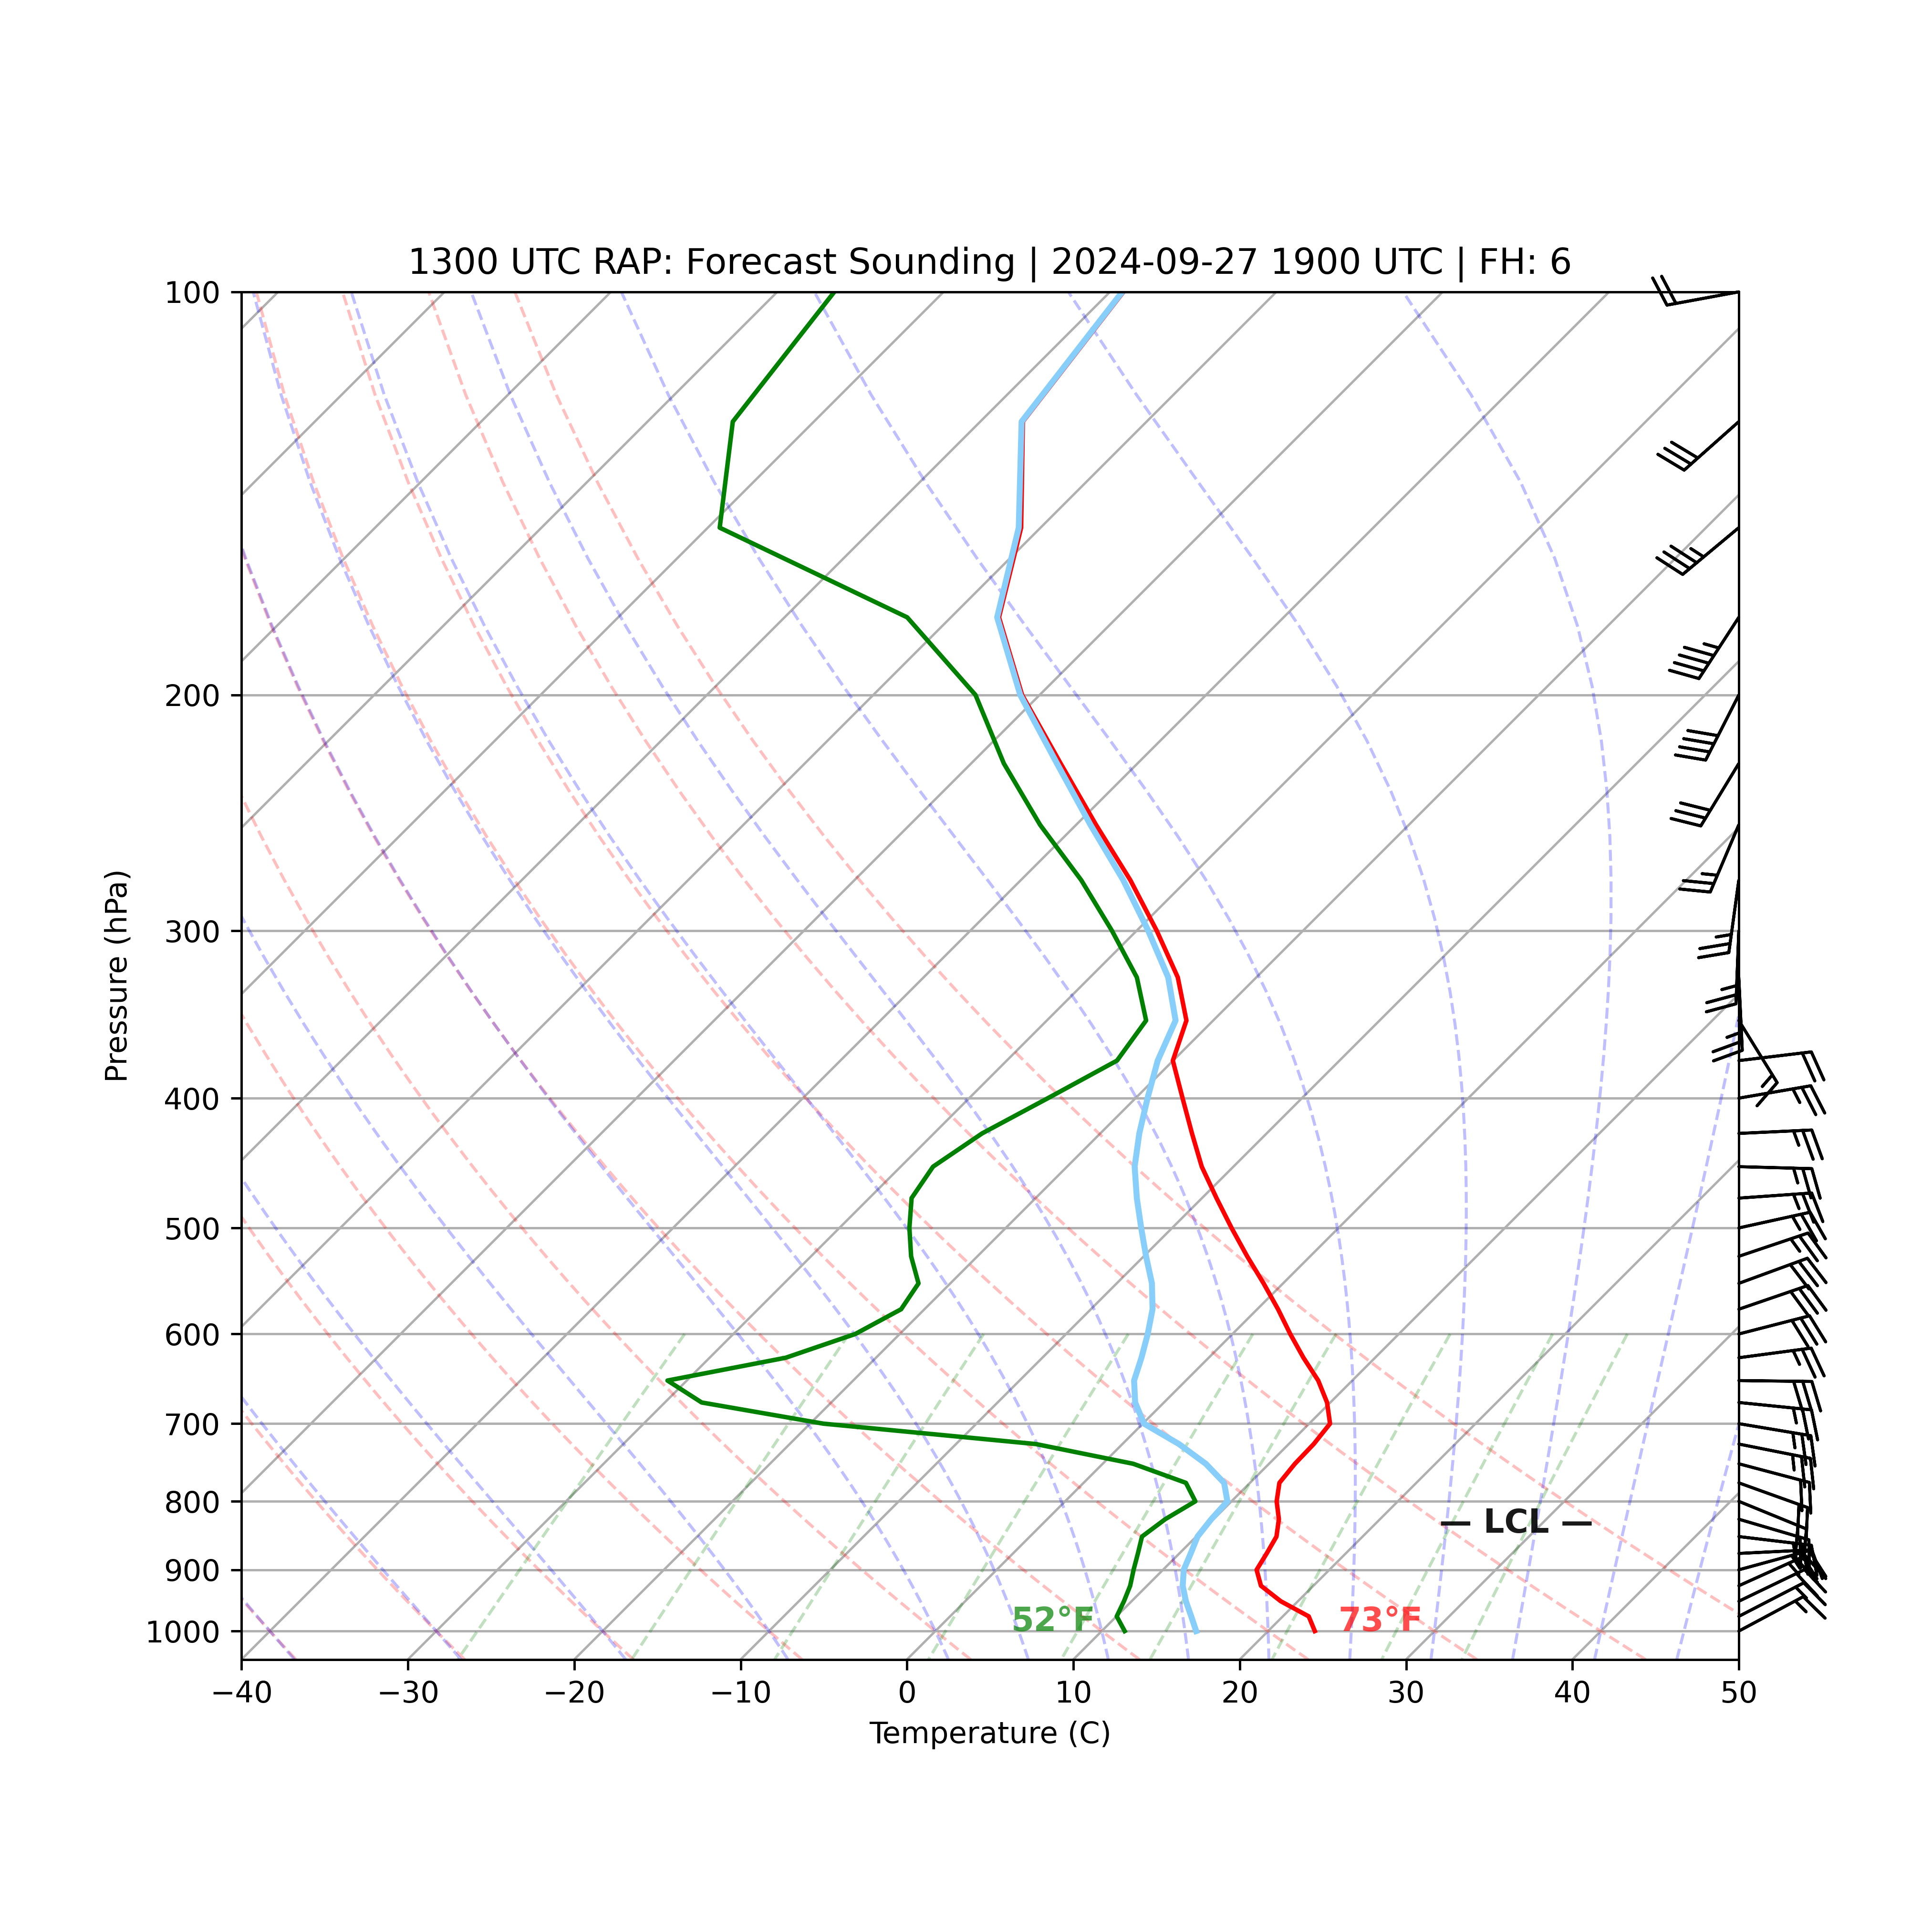 1300 UTC RAP: Forecast Sounding | 2024-09-27 1900 UTC | FH: 6
100
200
300
400
500
600
700
800
900
1000
Pressure (hPa)
— LCL —
52°F
73°F
−40 −30 −20 −10 0 10 20 30 40 50
Temperature (C)